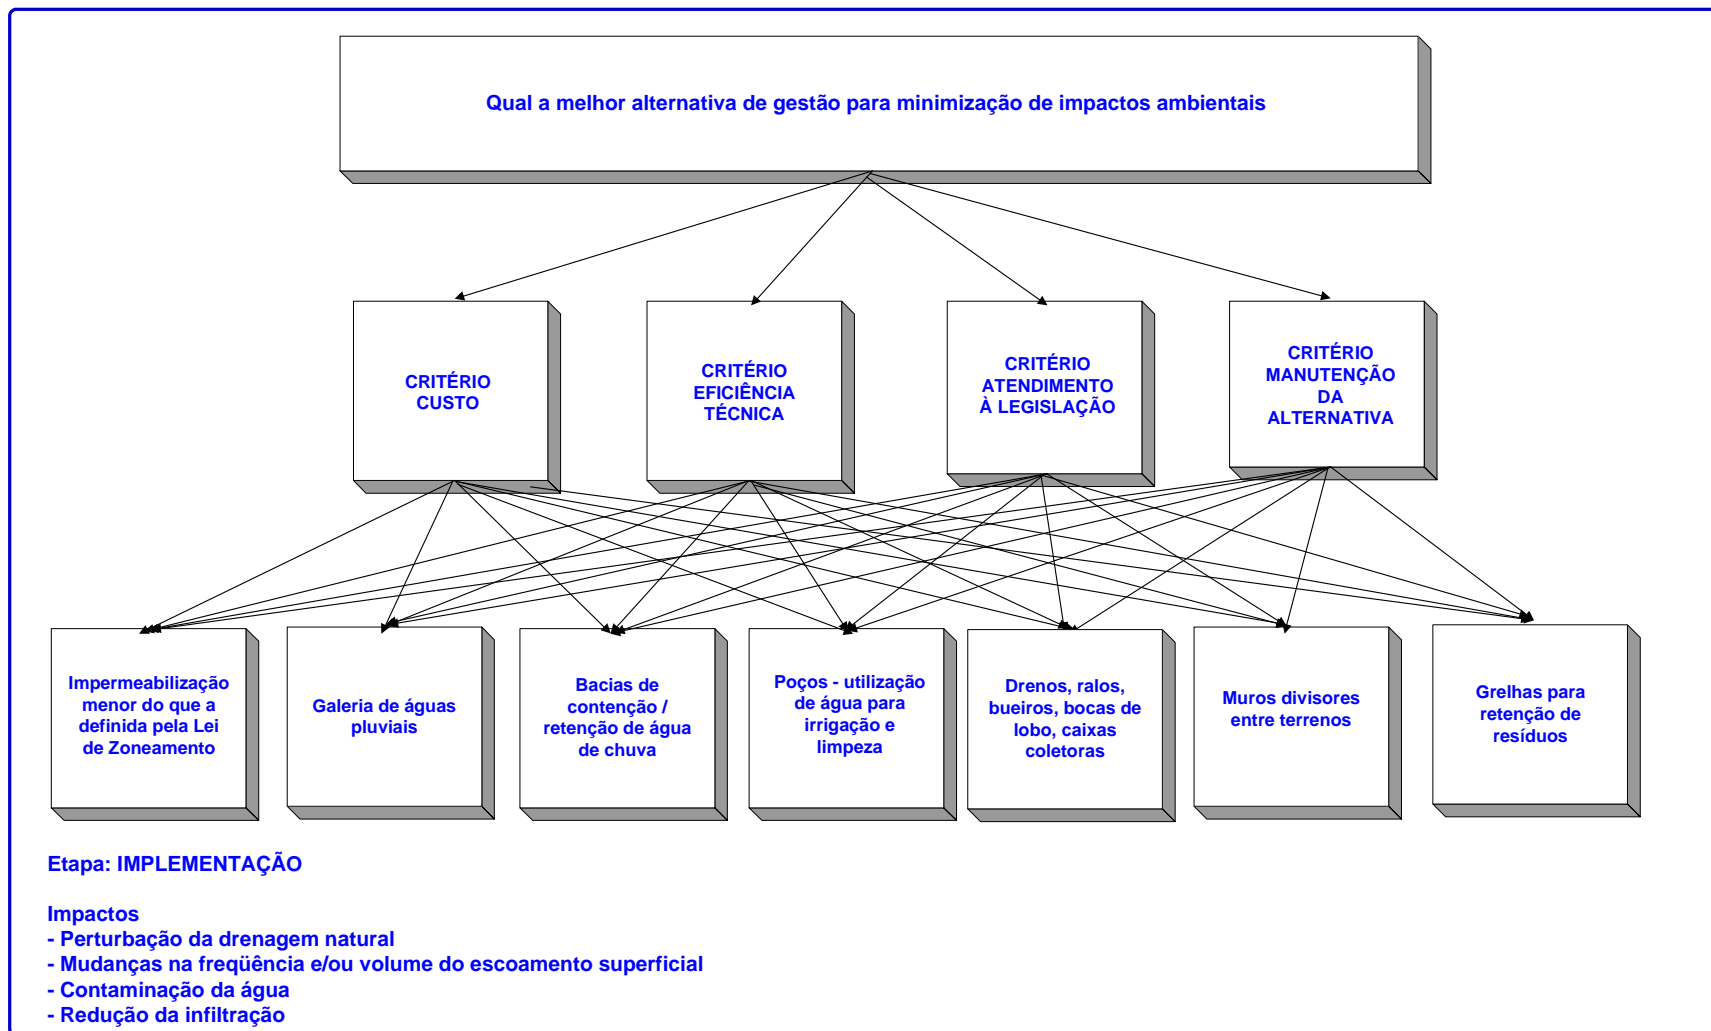 Qual a melhor alternativa de gestão para minimização de impactos ambientais
CRITÉRIO
CUSTO
CRITÉRIO
EFICIÊNCIA
TÉCNICA
CRITÉRIO
ATENDIMENTO
À LEGISLAÇÃO
CRITÉRIO
MANUTENÇÃO
DA
ALTERNATIVA
Impermeabilização
menor do que a
definida pela Lei
de Zoneamento
Galeria de águas
pluviais
Bacias de
contenção /
retenção de água
de chuva
Poços - utilização
de água para
irrigação e
limpeza
Drenos, ralos,
bueiros, bocas de
lobo, caixas
coletoras
Muros divisores
entre terrenos
Grelhas para
retenção de
resíduos
Etapa: IMPLEMENTAÇÃO
Impactos
- Perturbação da drenagem natural
- Mudanças na freqüência e/ou volume do escoamento superficial
- Contaminação da água
- Redução da infiltração